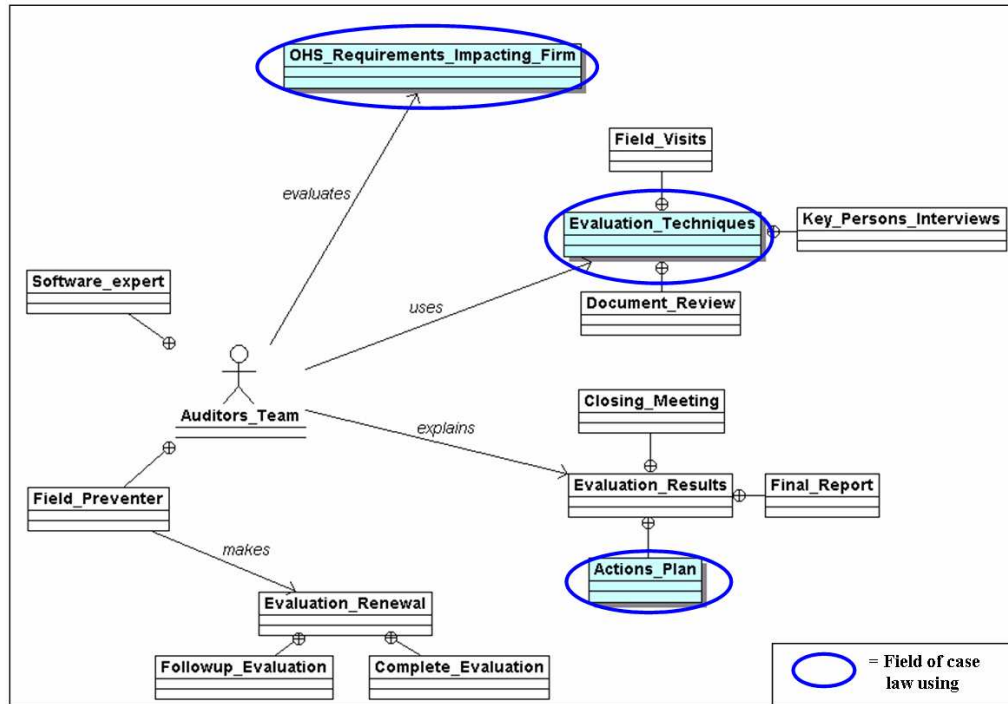 OHS_Requirements_Impacting_Firm
Field_Visits
evaluates
Evaluation_Techniques
Key_Persons_Interviews
Software_expert
uses
Document_Review
Auditors_Team
Closing_Meeting
explains
Evaluation_Results
Final_Report
Field_Preventer
makes
Actions_Plan
Evaluation_Renewal
Followup_Evaluation
Complete_Evaluation
= Field of case
law using